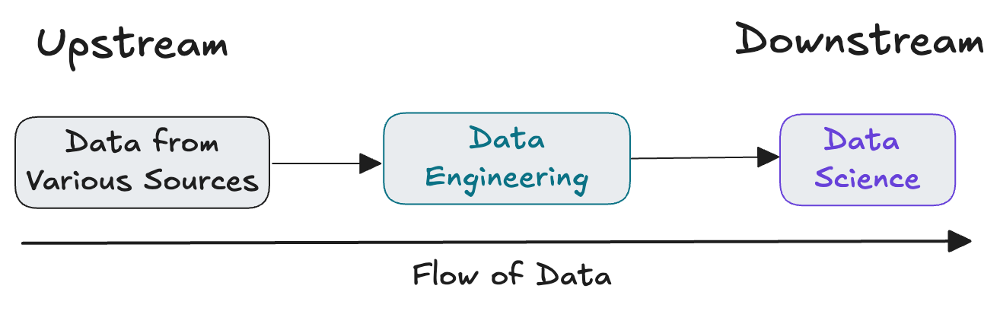 Upstream
Downstream
Data from
Various Sources
Data
Engineering
Data
Science
Flow of Data